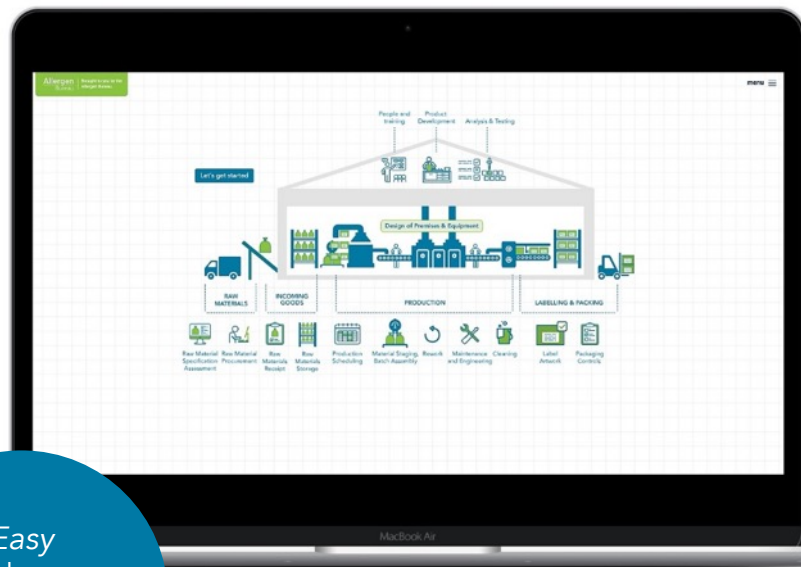 Allergen
Bureau
menu
People and
training
Product
Development
Analysis & Testing
Let's get started
Design of Premises & Equipment
RAW
MATERIALS
INCOMING
GOODS
PRODUCTION
LABELLING & PACKING
Raw Material
Specification
Assessment
Raw Material
Procurement
Raw
Materials
Receipt
Raw
Materials
Storage
Production
Scheduling
Material Staging,
Batch Assembly
Rework
Maintenance
and Engineering
Cleaning
Label
Artwork
Packaging
Controls
MacBook Air
Easy